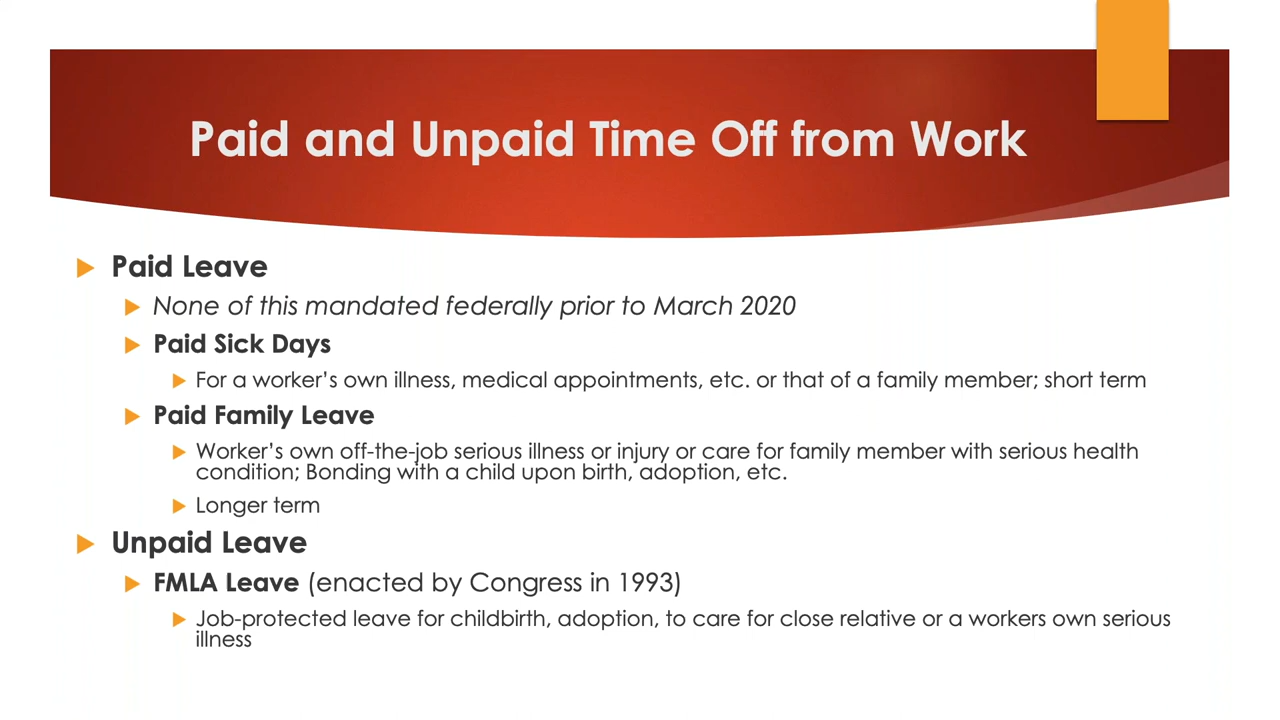 Paid and Unpaid Time Off from Work
Paid Leave
None of this mandated federally prior to March 2020
Paid Sick Days
For a worker’s own illness, medical appointments, etc. or that of a family member; short term
Paid Family Leave
Worker’s own off-the-job serious illness or injury or care for family member with serious health
condition; Bonding with a child upon birth, adoption, etc.
Longer term
Unpaid Leave
FMLA Leave (enacted by Congress in 1993)
Job-protected leave for childbirth, adoption, to care for close relative or a workers own serious
illness